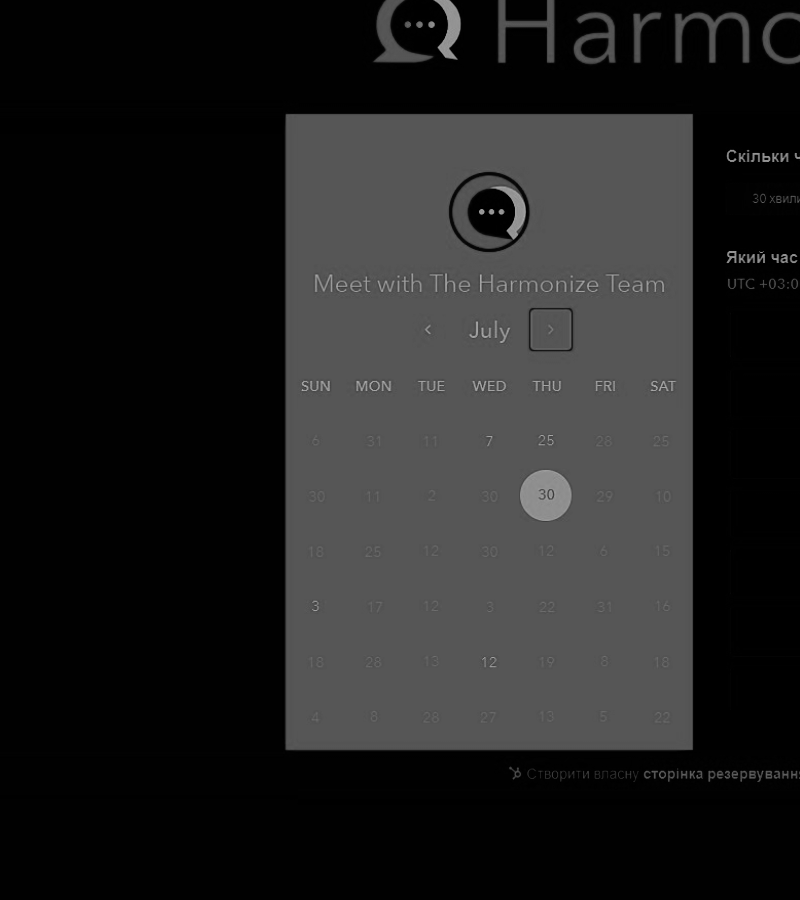 Harmo
Meet with The Harmonize Team
July
SUN MON TUE WED THU FRI SAT
6 31 11 7 25 28 25
30 11 2 30 30 29 10
18 25 12 30 12 6 15
3 17 12 3 22 31 16
18 28 13 12 19 8 18
4 8 28 27 13 5 22
Скільки ч
30 хвили
Який час
UTC +03:0
Створити власну сторінка резервуванн